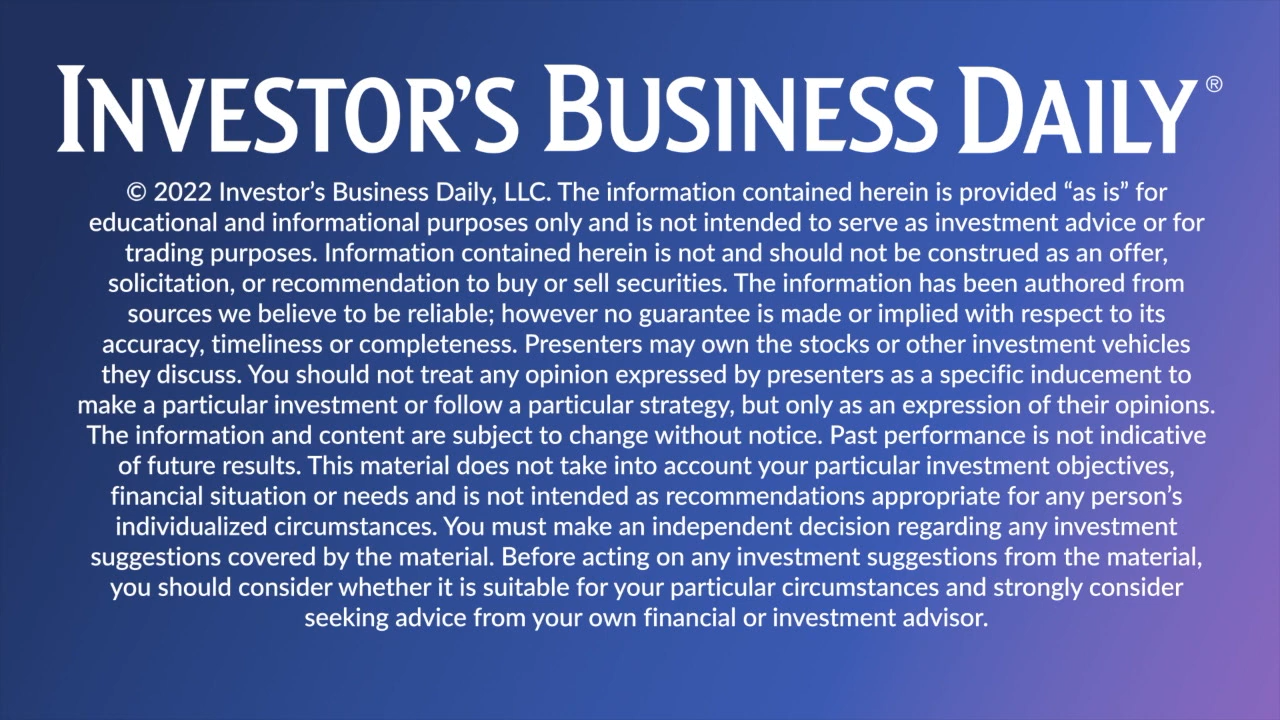 INVESTOR’S BUSINESS DAILY®
© 2022 Investor’s Business Daily, LLC. The information contained herein is provided “as is” for
educational and informational purposes only and is not intended to serve as investment advice or for
trading purposes. Information contained herein is not and should not be construed as an offer,
solicitation, or recommendation to buy or sell securities. The information has been authored from
sources we believe to be reliable; however no guarantee is made or implied with respect to its
accuracy, timeliness or completeness. Presenters may own the stocks or other investment vehicles
they discuss. You should not treat any opinion expressed by presenters as a specific inducement to
make a particular investment or follow a particular strategy, but only as an expression of their opinions.
The information and content are subject to change without notice. Past performance is not indicative
of future results. This material does not take into account your particular investment objectives,
financial situation or needs and is not intended as recommendations appropriate for any person’s
individualized circumstances. You must make an independent decision regarding any investment
suggestions covered by the material. Before acting on any investment suggestions from the material,
you should consider whether it is suitable for your particular circumstances and strongly consider
seeking advice from your own financial or investment advisor.